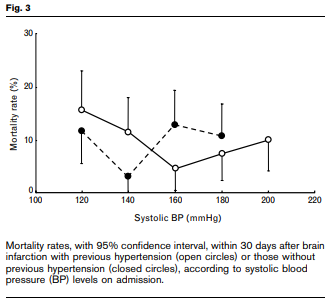 Fig. 3
30
20
10
0
Mortality rate (%)
100 120 140 160 180 200 220
Systolic BP (mmHg)
Mortality rates, with 95% confidence interval, within 30 days after brain
infarction with previous hypertension (open circles) or those without
previous hypertension (closed circles), according to systolic blood
pressure (BP) levels on admission.